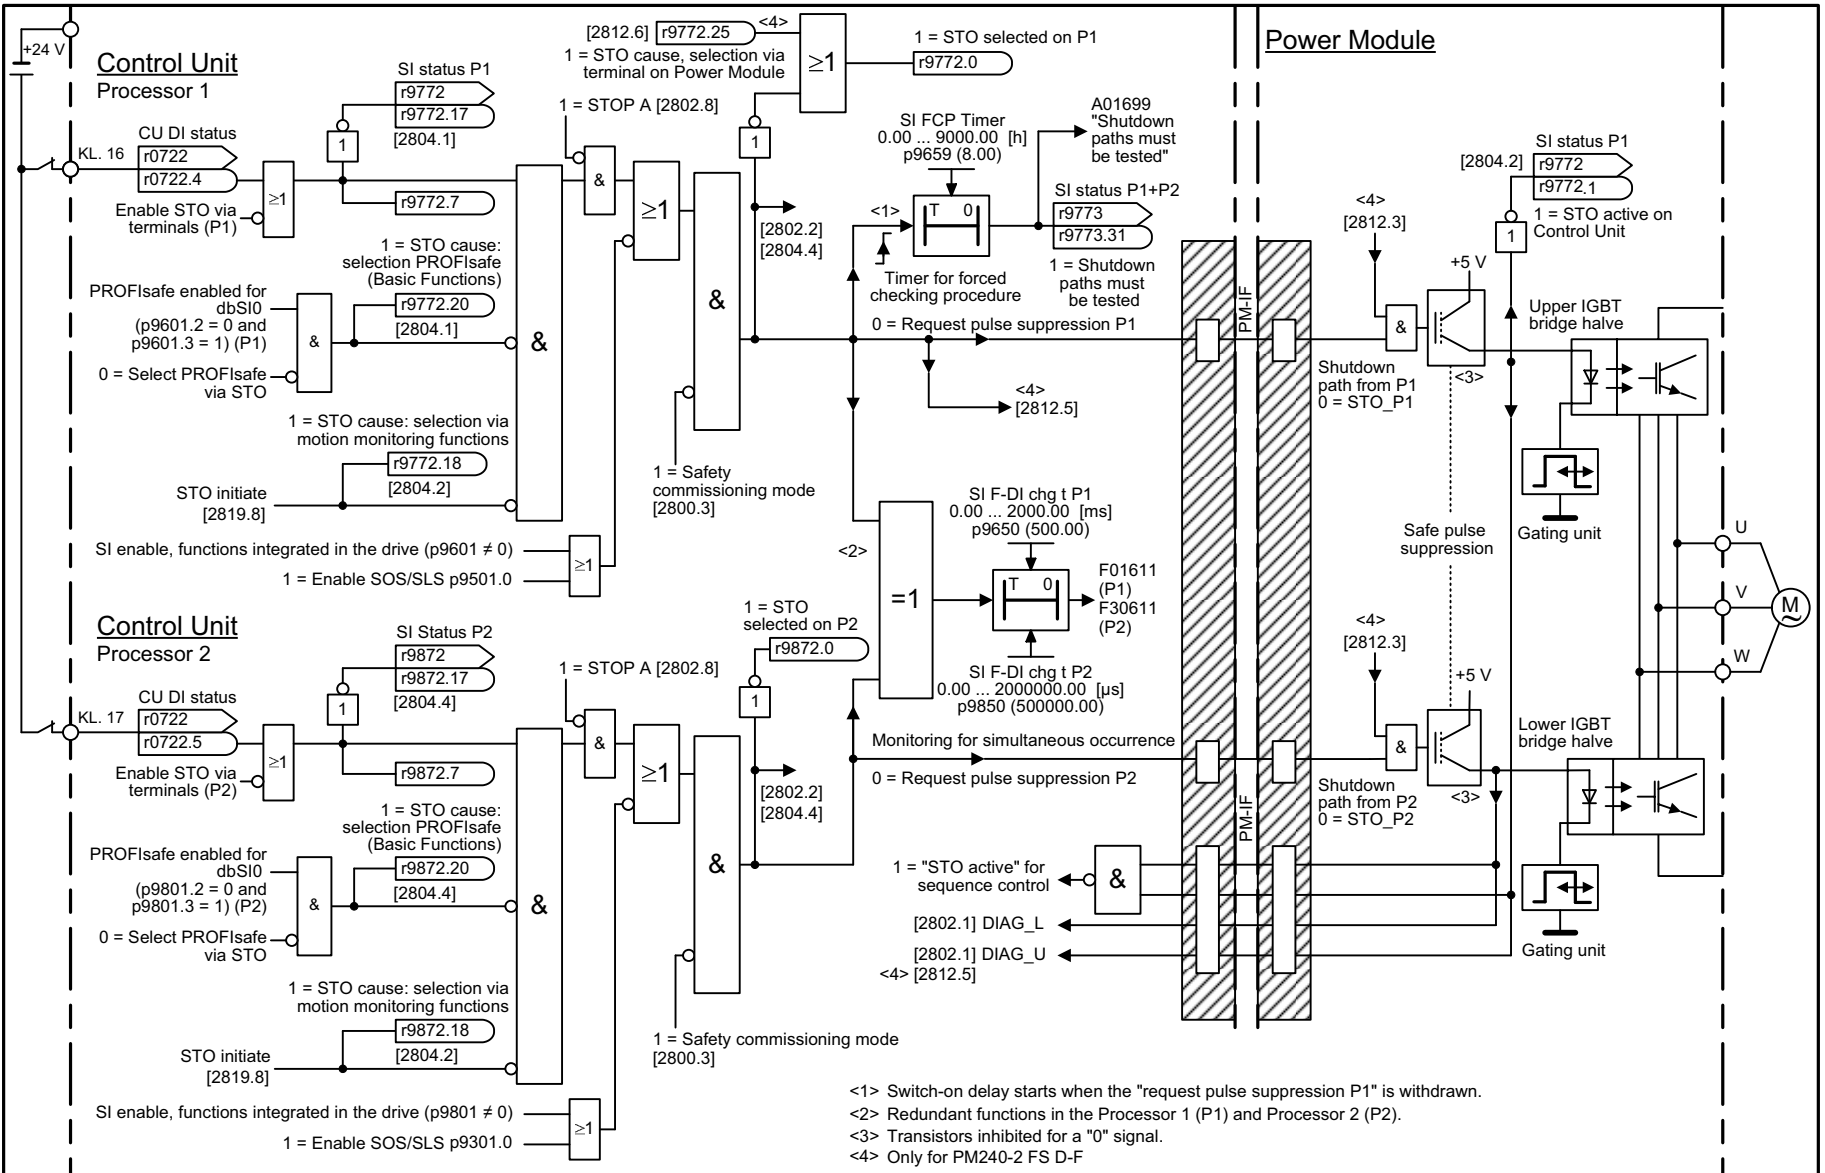 +24 V
Control Unit
Processor 1
SI status P1
r9772
r9772.17
[2804.1]
1
CU DI status
KL. 16
r0722
r0722.4
≥1
Enable STO via
terminals (P1)
r9772.7
1 = STO cause:
selection PROFIsafe
(Basic Functions)
r9772.20
[2804.1]
PROFIsafe enabled for
dbSI0
(p9601.2 = 0 and
p9601.3 = 1) (P1)
&
0 = Select PROFIsafe
via STO
1 = STO cause: selection via
motion monitoring functions
r9772.18
[2804.2]
STO initiate
[2819.8]
&
SI enable, functions integrated in the drive (p9601 ≠ 0)
1 = Enable SOS/SLS p9501.0
≥1
[2812.6]
r9772.25
<4>
1 = STO cause, selection via
terminal on Power Module
≥1
1 = STO selected on P1
r9772.0
1 = STOP A [2802.8]
&
≥1
1
&
[2802.2]
[2804.4]
1 = Safety
commissioning mode
[2800.3]
SI FCP Timer
0.00 ... 9000.00 [h]
p9659 (8.00)
<1>
T 0
Timer for forced
checking procedure
A01699
"Shutdown
paths must
be tested"
SI status P1+P2
r9773
r9773.31
1 = Shutdown
paths must
be tested
0 = Request pulse suppression P1
<4>
[2812.5]
<2>
=1
SI F-DI chg t P1
0.00 ... 2000.00 [ms]
p9650 (500.00)
T 0
F01611
(P1)
F30611
(P2)
SI F-DI chg t P2
0.00 ... 2000000.00 [µs]
p9850 (500000.00)
Power Module
PM-IF
<4>
[2812.3]
&
Shutdown
path from P1
0 = STO_P1
+5 V
<3>
SI status P1
[2804.2]
r9772
r9772.1
1 = STO active on
Control Unit
1
Upper IGBT
bridge halve
Gating unit
Safe pulse
suppression
U
V
W
M
~
Control Unit
Processor 2
SI Status P2
r9872
r9872.17
[2804.4]
1
CU DI status
KL. 17
r0722
r0722.5
≥1
Enable STO via
terminals (P2)
r9872.7
1 = STO cause:
selection PROFIsafe
(Basic Functions)
r9872.20
[2804.4]
PROFIsafe enabled for
dbSI0
(p9801.2 = 0 and
p9801.3 = 1) (P2)
&
0 = Select PROFIsafe
via STO
1 = STO cause: selection via
motion monitoring functions
r9872.18
[2804.2]
STO initiate
[2819.8]
&
SI enable, functions integrated in the drive (p9801 ≠ 0)
1 = Enable SOS/SLS p9301.0
≥1
1 = STOP A [2802.8]
&
≥1
1 = STO
selected on P2
r9872.0
1
&
[2802.2]
[2804.4]
1 = Safety commissioning mode
[2800.3]
Monitoring for simultaneous occurrence
0 = Request pulse suppression P2
PM-IF
<4>
[2812.3]
&
Shutdown
path from P2
0 = STO_P2
+5 V
<3>
Lower IGBT
bridge halve
Gating unit
1 = "STO active" for
sequence control
&
[2802.1] DIAG_L
[2802.1] DIAG_U
<4> [2812.5]
<1> Switch-on delay starts when the "request pulse suppression P1" is withdrawn.
<2> Redundant functions in the Processor 1 (P1) and Processor 2 (P2).
<3> Transistors inhibited for a "0" signal.
<4> Only for PM240-2 FS D-F